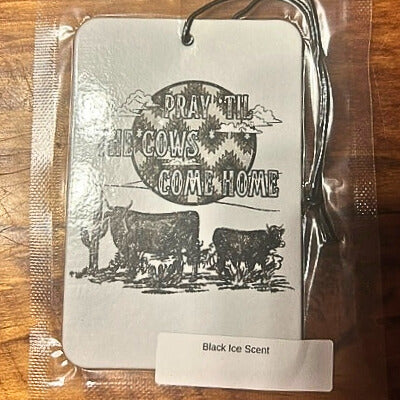 PRAY 'TIL
THE COWS
COME HOME
Black Ice Scent